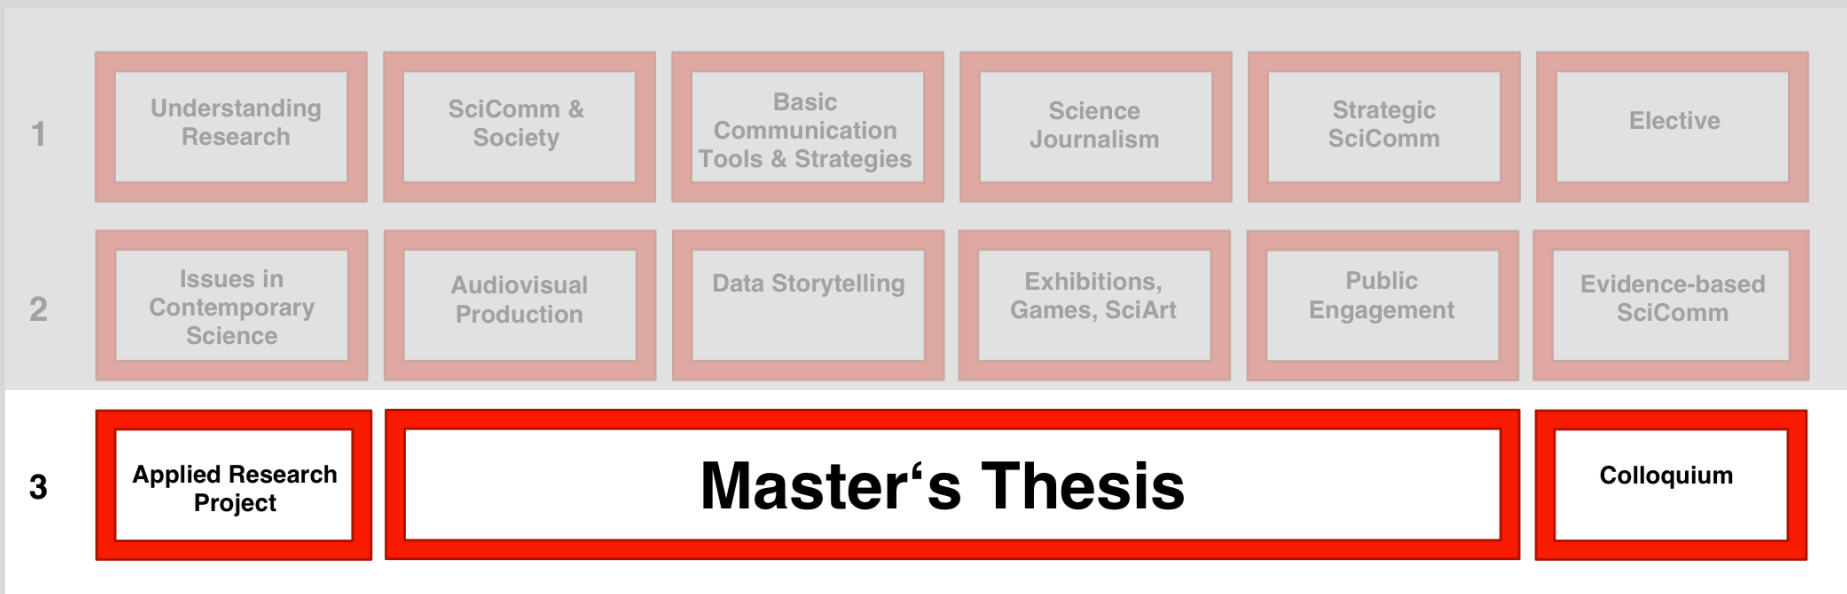 1
Understanding
Research
SciComm &
Society
Basic
Communication
Tools & Strategies
Science
Journalism
Strategic
SciComm
Elective
2
Issues in
Contemporary
Science
Audiovisual
Production
Data Storytelling
Exhibitions,
Games, SciArt
Public
Engagement
Evidence-based
SciComm
3
Applied Research
Project
Master‘s Thesis
Colloquium